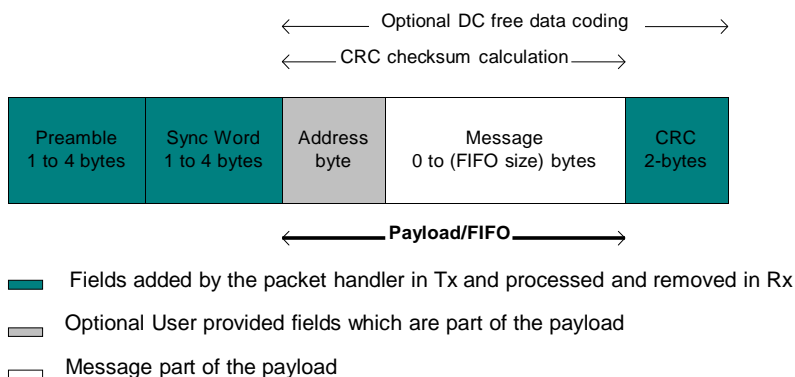 Optional DC free data coding
CRC checksum calculation
Preamble
1 to 4 bytes
Sync Word
1 to 4 bytes
Address
byte
Message
0 to (FIFO size) bytes
CRC
2-bytes
Payload/FIFO
Fields added by the packet handler in Tx and processed and removed in Rx
Optional User provided fields which are part of the payload
Message part of the payload